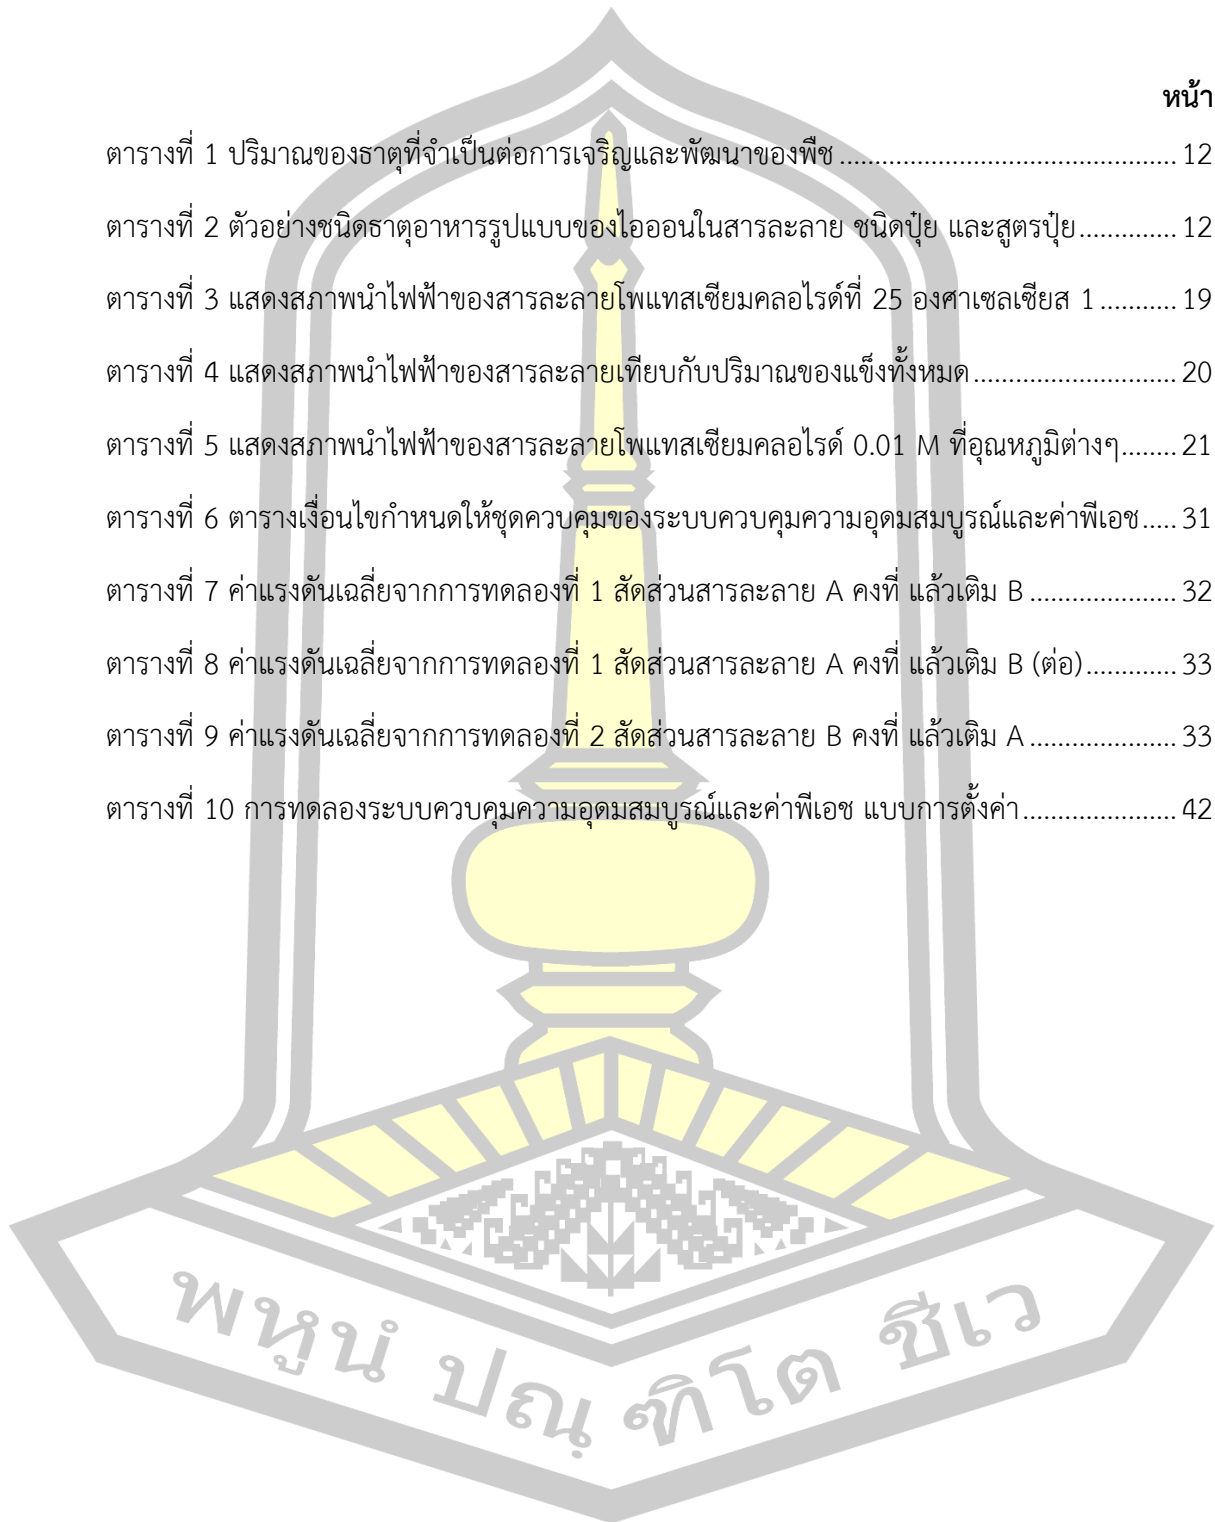 หน้า
ตารางที่ 1 ปริมาณของธาตุที่จำเป็นต่อการเจริญและพัฒนาของพืช ................................................ 12
ตารางที่ 2 ตัวอย่างชนิดธาตุอาหารรูปแบบของไอออนในสารละลาย ชนิดปุ๋ย และสูตรปุ๋ย.............. 12
ตารางที่ 3 แสดงสภาพนำไฟฟ้าของสารละลายโพแทสเซียมคลอไรด์ที่ 25 องศาเซลเซียส 1 ........... 19
ตารางที่ 4 แสดงสภาพนำไฟฟ้าของสารละลายเทียบกับปริมาณของแข็งทั้งหมด ............................. 20
ตารางที่ 5 แสดงสภาพนำไฟฟ้าของสารละลายโพแทสเซียมคลอไรด์ 0.01 M ที่อุณหภูมิต่างๆ........ 21
ตารางที่ 6 ตารางเงื่อนไขกำหนดให้ชุดควบคุมของระบบควบคุมความอุดมสมบูรณ์และค่าพีเอช..... 31
ตารางที่ 7 ค่าแรงดันเฉลี่ยจากการทดลองที่ 1 สัดส่วนสารละลาย A คงที่ แล้วเติม B ..................... 32
ตารางที่ 8 ค่าแรงดันเฉลี่ยจากการทดลองที่ 1 สัดส่วนสารละลาย A คงที่ แล้วเติม B (ต่อ)............. 33
ตารางที่ 9 ค่าแรงดันเฉลี่ยจากการทดลองที่ 2 สัดส่วนสารละลาย B คงที่ แล้วเติม A ..................... 33
ตารางที่ 10 การทดลองระบบควบคุมความอุดมสมบูรณ์และค่าพีเอช แบบการตั้งค่า ...................... 42
พหูนํ ปณฺฑิโต ชีเว